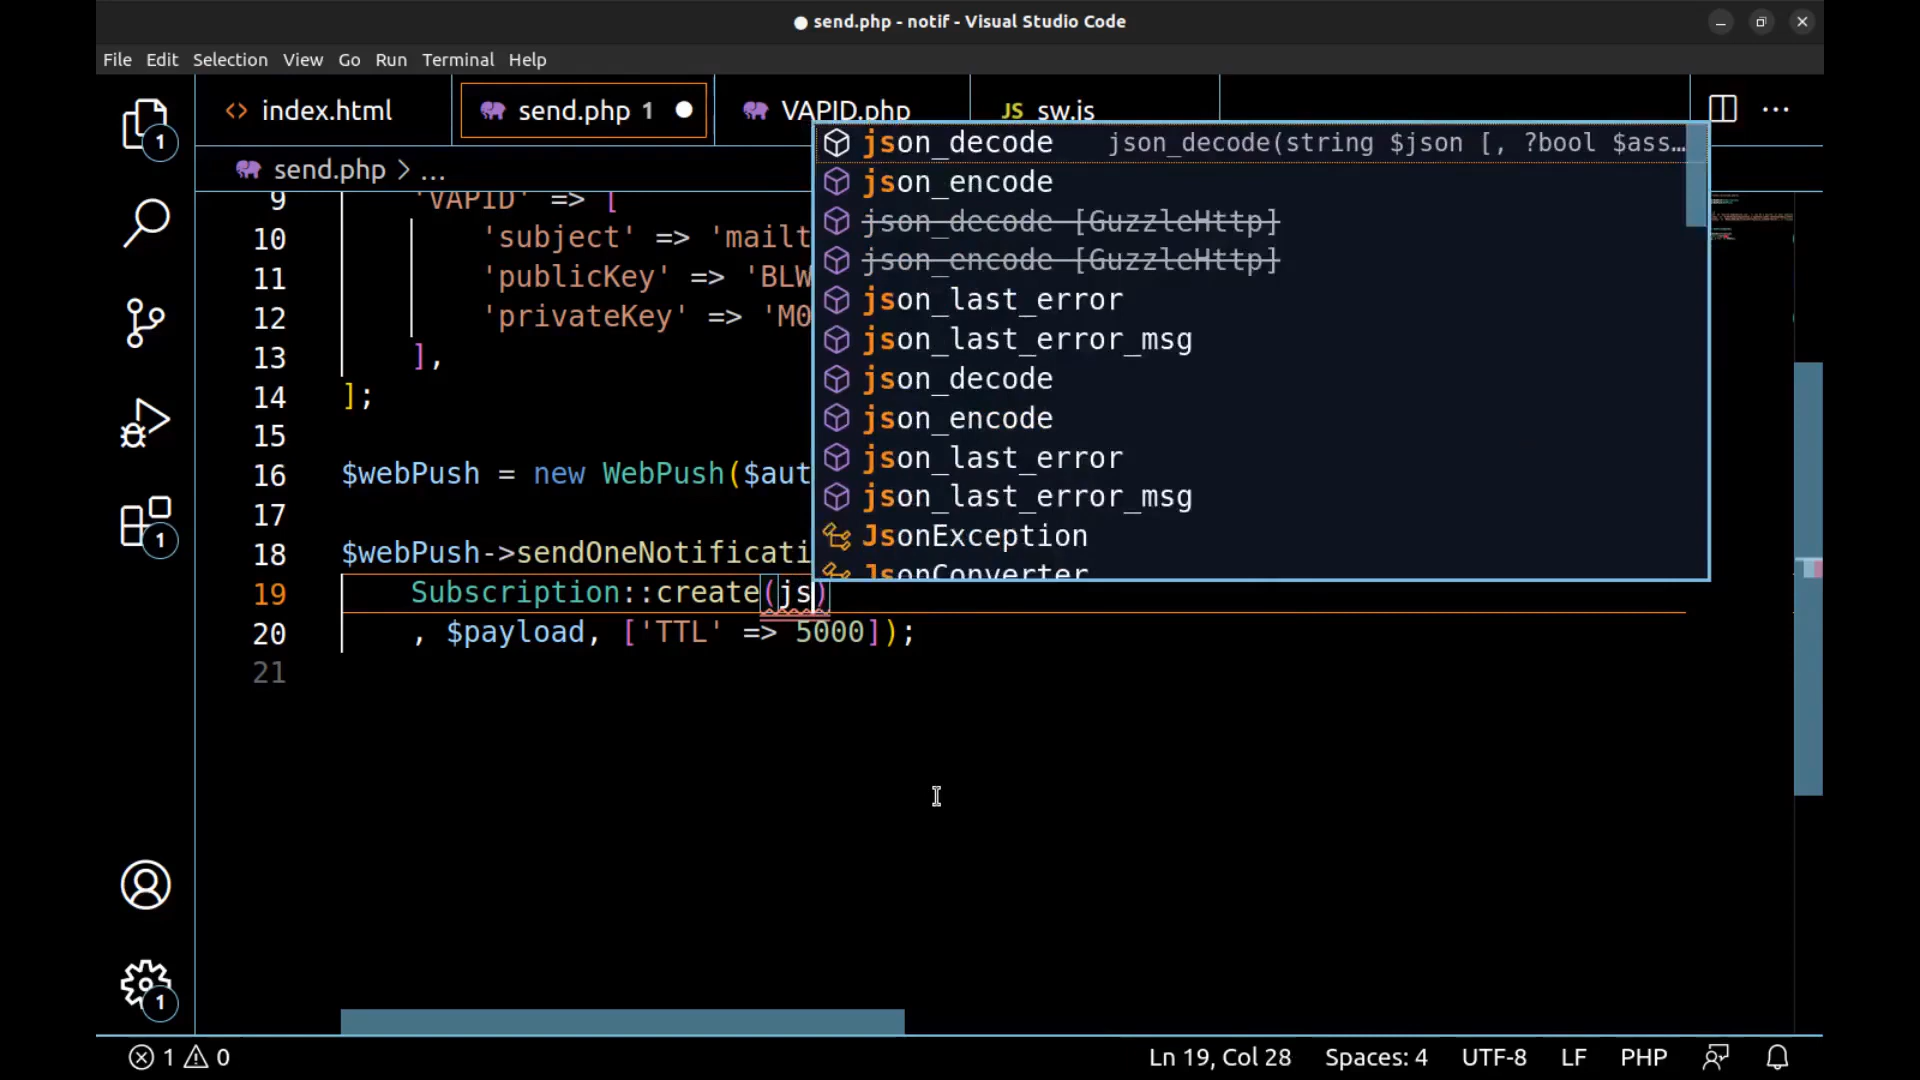 ● send.php - notif - Visual Studio Code
File Edit Selection View Go Run Terminal Help
index.html
send.php 1 ●
VAPID.php
JS sw.js
send.php > ...
1
1
1
9 'VAPID' => [
10 'subject' => 'mailt
11 'publicKey' => 'BLW
12 'privateKey' => 'M0
13 ],
14 ];
15
16 $webPush = new WebPush($aut
17
18 $webPush->sendOneNotificati
19 Subscription::create(js)
20 , $payload, ['TTL' => 5000]);
21
json_decode json_decode(string $json [, ?bool $ass…
json_encode
json_decode [GuzzleHttp]
json_encode [GuzzleHttp]
json_last_error
json_last_error_msg
json_decode
json_encode
json_last_error
json_last_error_msg
JsonException
JsonConverter
1 0 Ln 19, Col 28 Spaces: 4 UTF-8 LF PHP